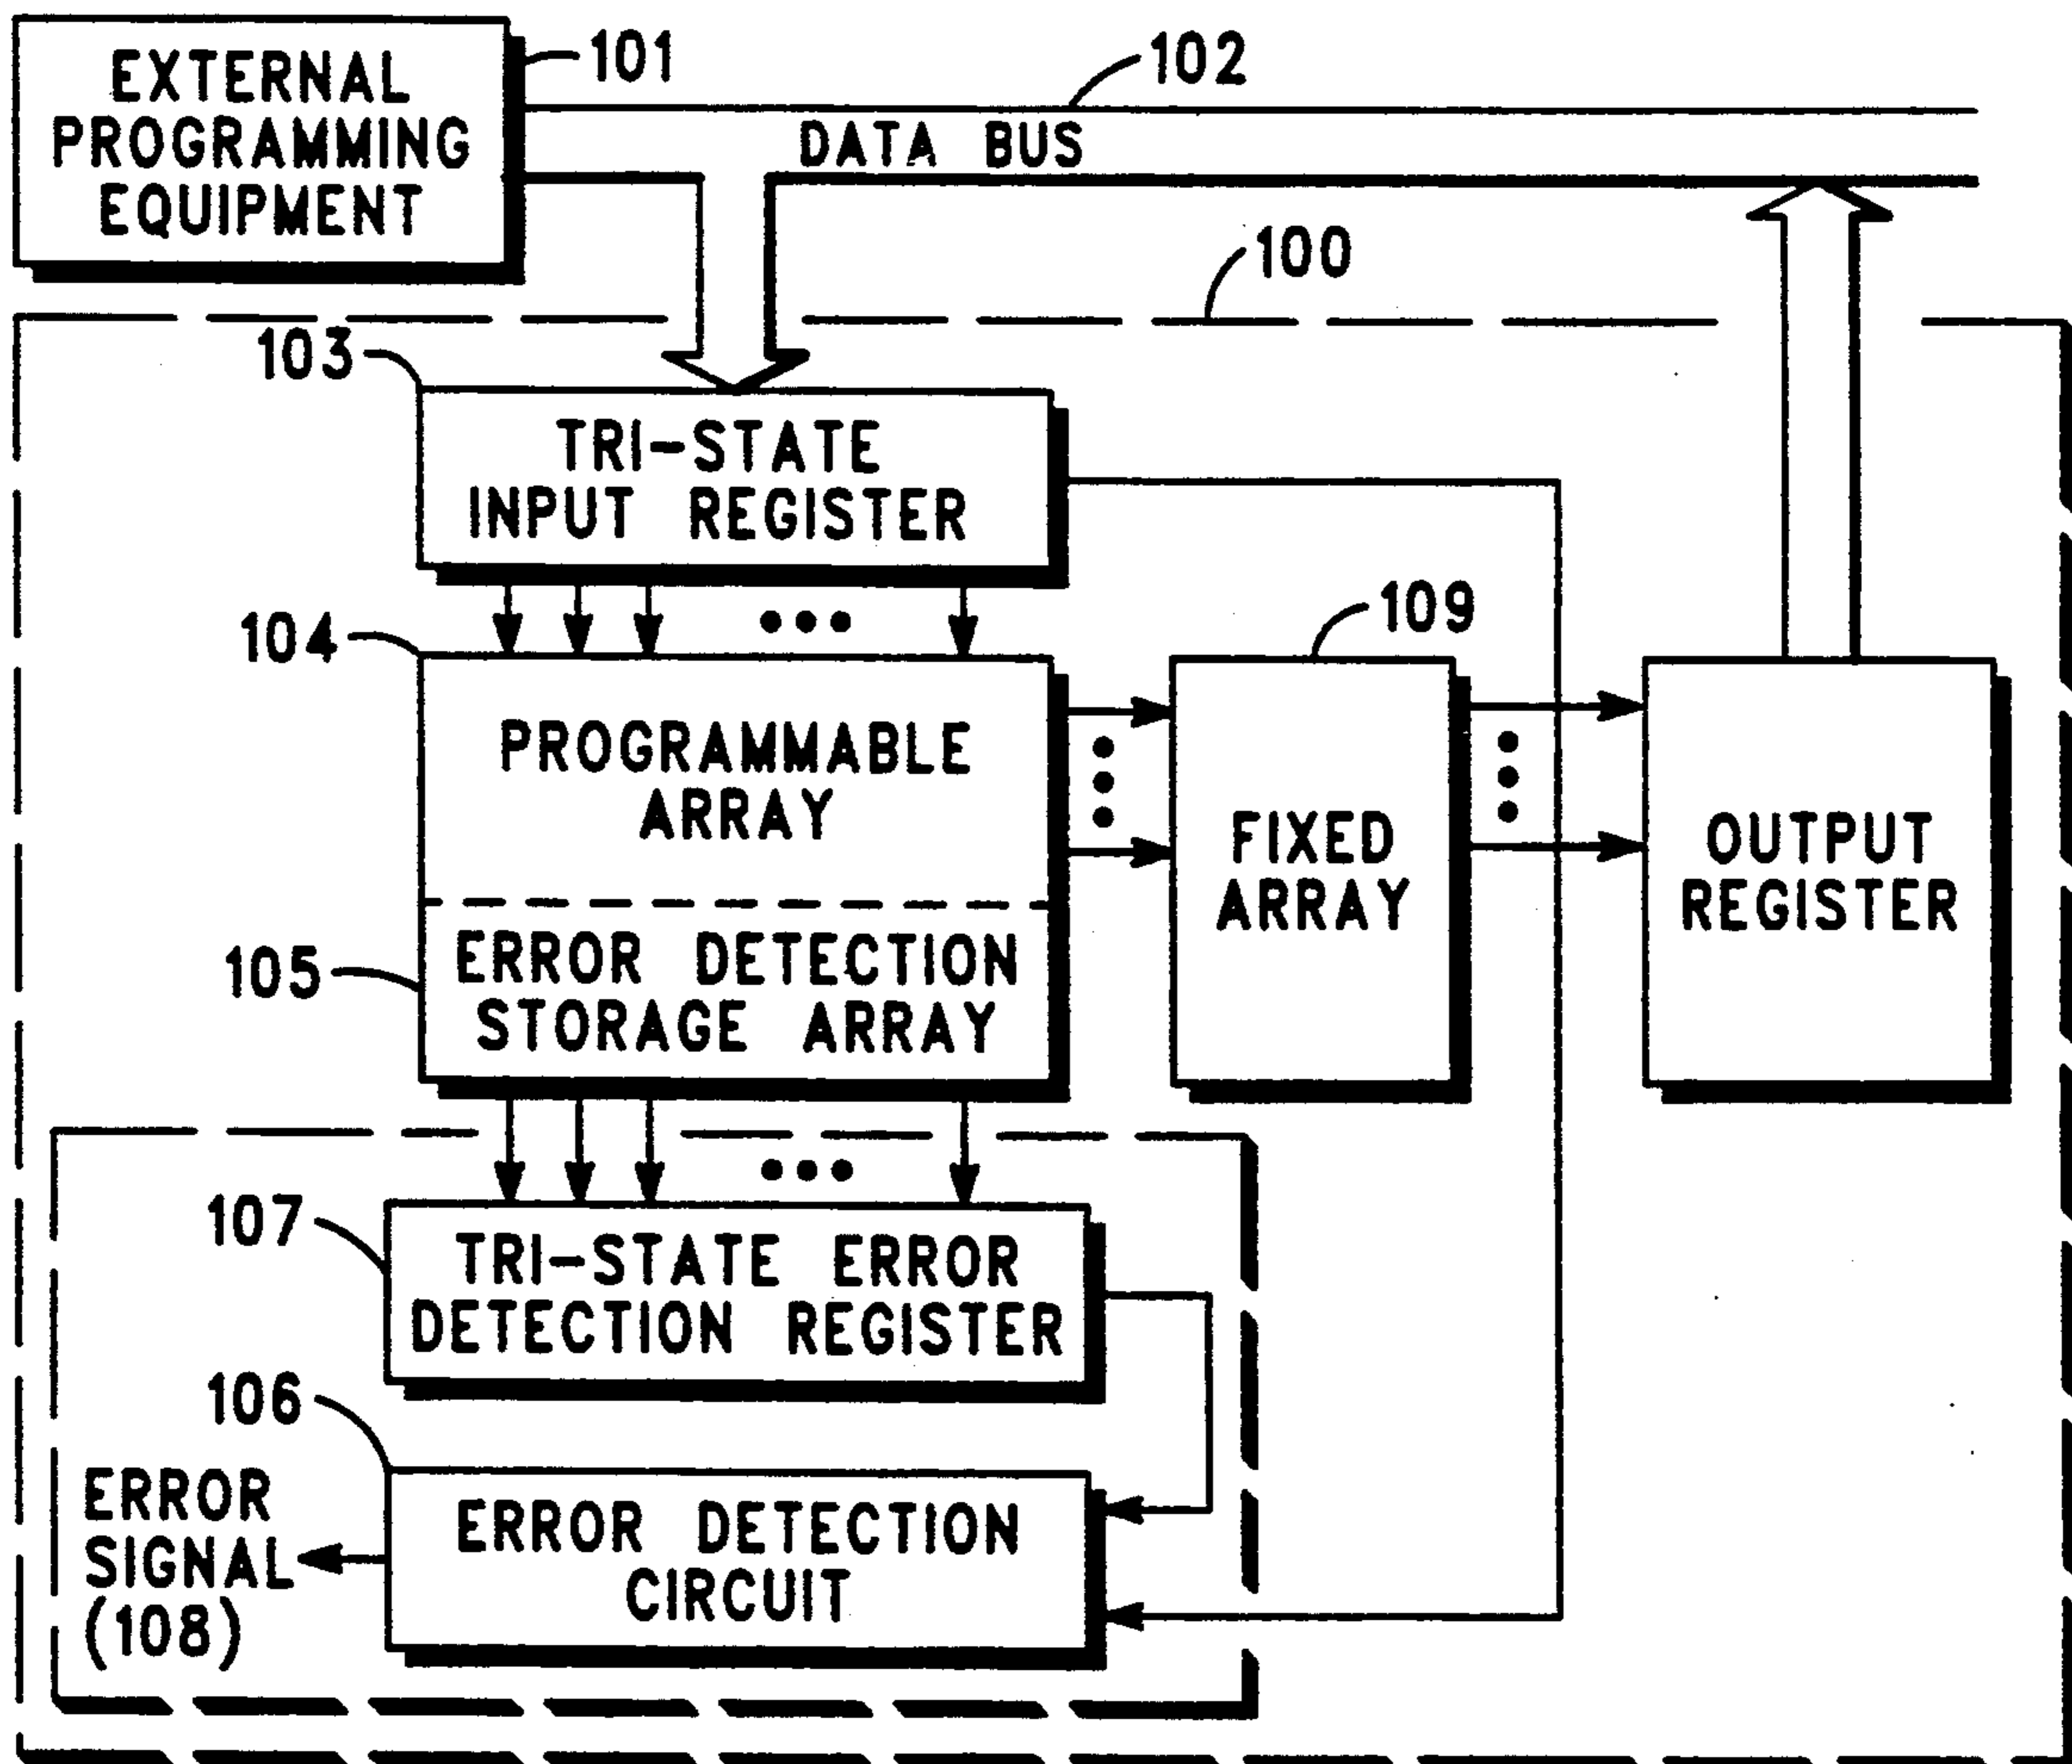 EXTERNAL
PROGRAMMING
EQUIPMENT
101
102
DATA BUS
100
103
TRI-STATE
INPUT REGISTER
104
109
PROGRAMMABLE
ARRAY
FIXED
ARRAY
OUTPUT
REGISTER
105
ERROR DETECTION
STORAGE ARRAY
107
TRI-STATE ERROR
DETECTION REGISTER
106
ERROR DETECTION
CIRCUIT
ERROR
SIGNAL
(108)